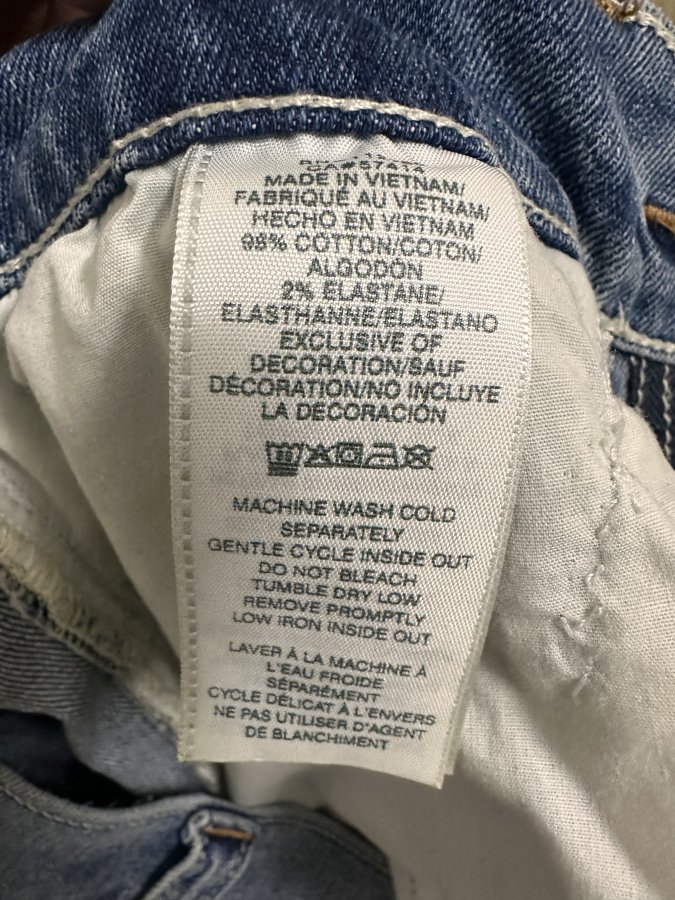 MADE IN VIETNAM/
FABRIQUÉ AU VIETNAM/
HECHO EN VIETNAM
98% COTTON/COTON/
ALGODÓN
2% ELASTANE/
ÉLASTHANNE/ELASTANO
EXCLUSIVE OF
DECORATION/SAUF
DÉCORATION/NO INCLUYE
LA DECORACIÓN
MACHINE WASH COLD
SEPARATELY
GENTLE CYCLE INSIDE OUT
DO NOT BLEACH
TUMBLE DRY LOW
REMOVE PROMPTLY
LOW IRON INSIDE OUT
LAVER À LA MACHINE À
L'EAU FROIDE
SÉPARÉMENT
CYCLE DÉLICAT À L'ENVERS
NE PAS UTILISER D'AGENT
DE BLANCHIMENT